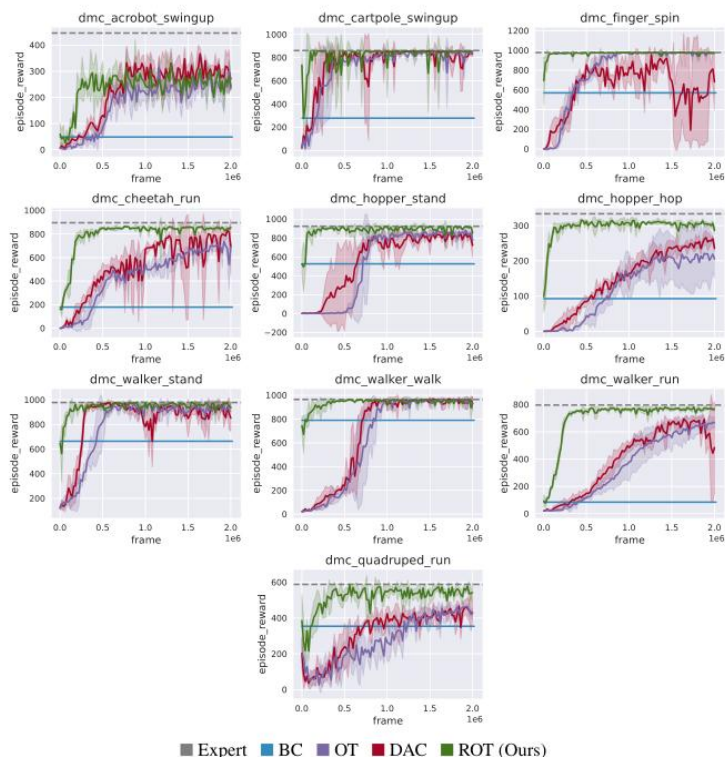 dmc_acrobot_swingup dmc_cartpole_swingup dmc_finger_spin
episode_reward
400
300
200
100
0
0.0 0.5 1.0 1.5 2.0
frame 1e6
episode_reward
1000
800
600
400
200
0
0.0 0.5 1.0 1.5 2.0
frame 1e6
episode_reward
1200
1000
800
600
400
200
0
0.0 0.5 1.0 1.5 2.0
frame 1e6
dmc_cheetah_run dmc_hopper_stand dmc_hopper_hop
episode_reward
1000
800
600
400
200
0
0.0 0.5 1.0 1.5 2.0
frame 1e6
episode_reward
1000
800
600
400
200
0
−200
0.0 0.5 1.0 1.5 2.0
frame 1e6
episode_reward
300
200
100
0
0.0 0.5 1.0 1.5 2.0
frame 1e6
dmc_walker_stand dmc_walker_walk dmc_walker_run
episode_reward
1000
800
600
400
200
0.0 0.5 1.0 1.5 2.0
frame 1e6
episode_reward
1000
800
600
400
200
0
0.0 0.5 1.0 1.5 2.0
frame 1e6
episode_reward
800
600
400
200
0
0.0 0.5 1.0 1.5 2.0
frame 1e6
dmc_quadruped_run
episode_reward
600
400
200
0
0.0 0.5 1.0 1.5 2.0
frame 1e6
Expert BC OT DAC ROT (Ours)